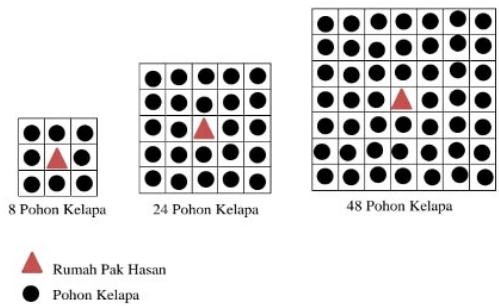 8 Pohon Kelapa
24 Pohon Kelapa
48 Pohon Kelapa
Rumah Pak Hasan
Pohon Kelapa